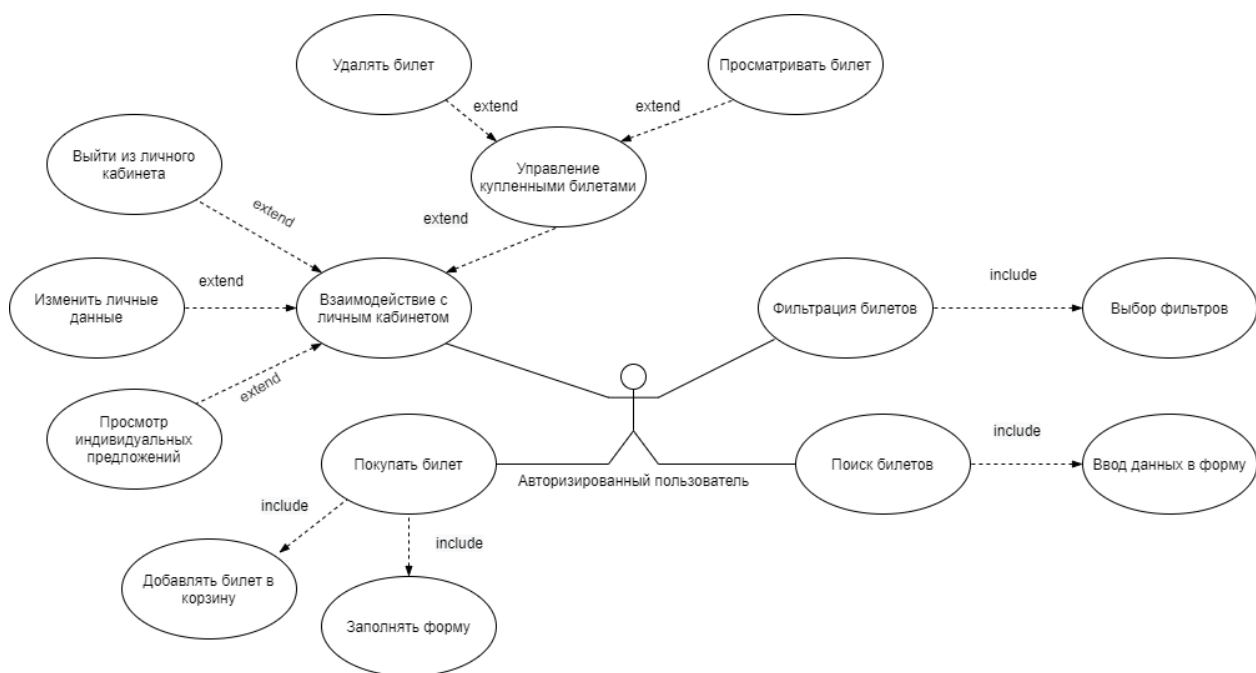 Удалять билет
Просматривать билет
extend
extend
Выйти из личного
кабинета
Управление
купленными билетами
extend
extend
extend
Изменить личные
данные
Взаимодействие с
личным кабинетом
Фильтрация билетов
include
Выбор фильтров
extend
Просмотр
индивидуальных
предложений
Покупать билет
Авторизированный пользователь
Поиск билетов
include
Ввод данных в форму
include
include
Добавлять билет в
корзину
Заполнять форму